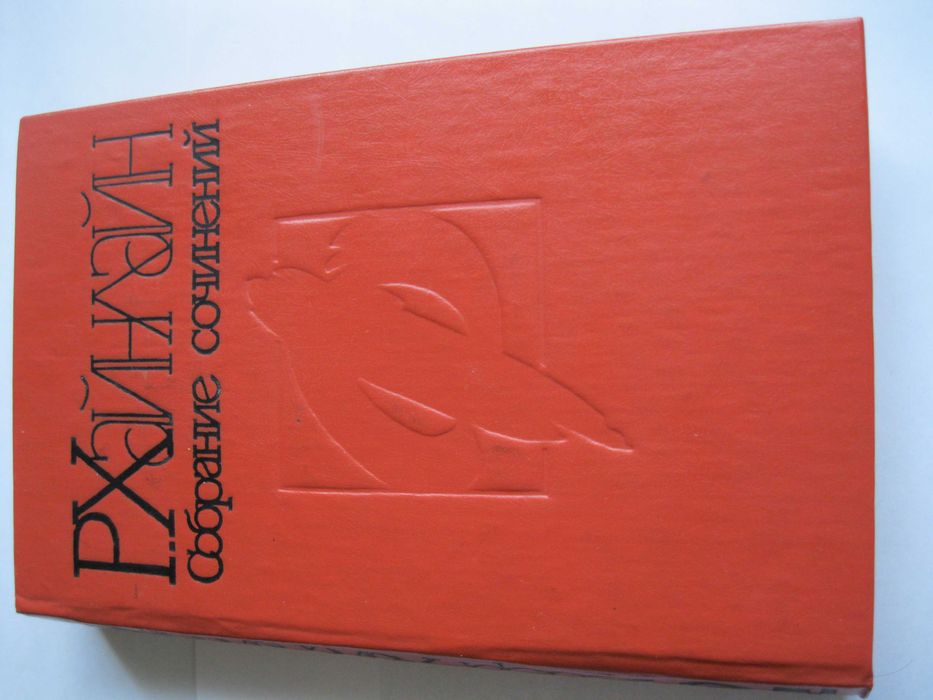 Р. Хайнлайн
Собрание сочинений